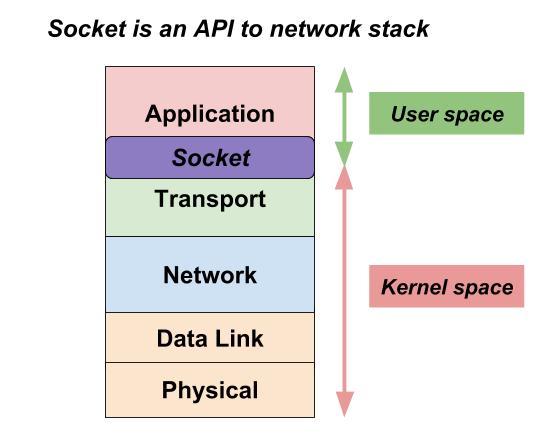 Socket is an API to network stack
Application
User space
Socket
Transport
Network
Kernel space
Data Link
Physical